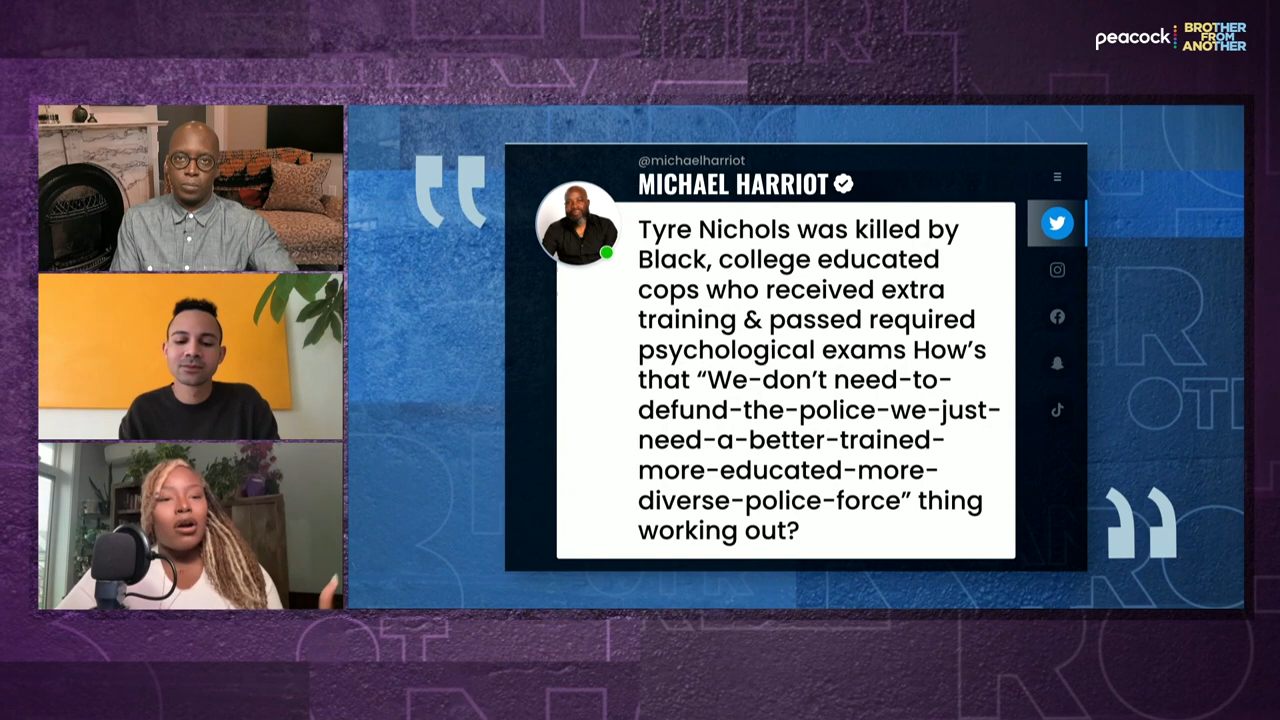 peacock
BROTHER
FROM
ANOTHER
@michaelharriot
MICHAEL HARRIOT
Tyre Nichols was killed by
Black, college educated
cops who received extra
training & passed required
psychological exams How's
that “We-don't need-to-
defund-the-police-we-just-
need-a-better-trained-
more-educated-more-
diverse-police-force” thing
working out?